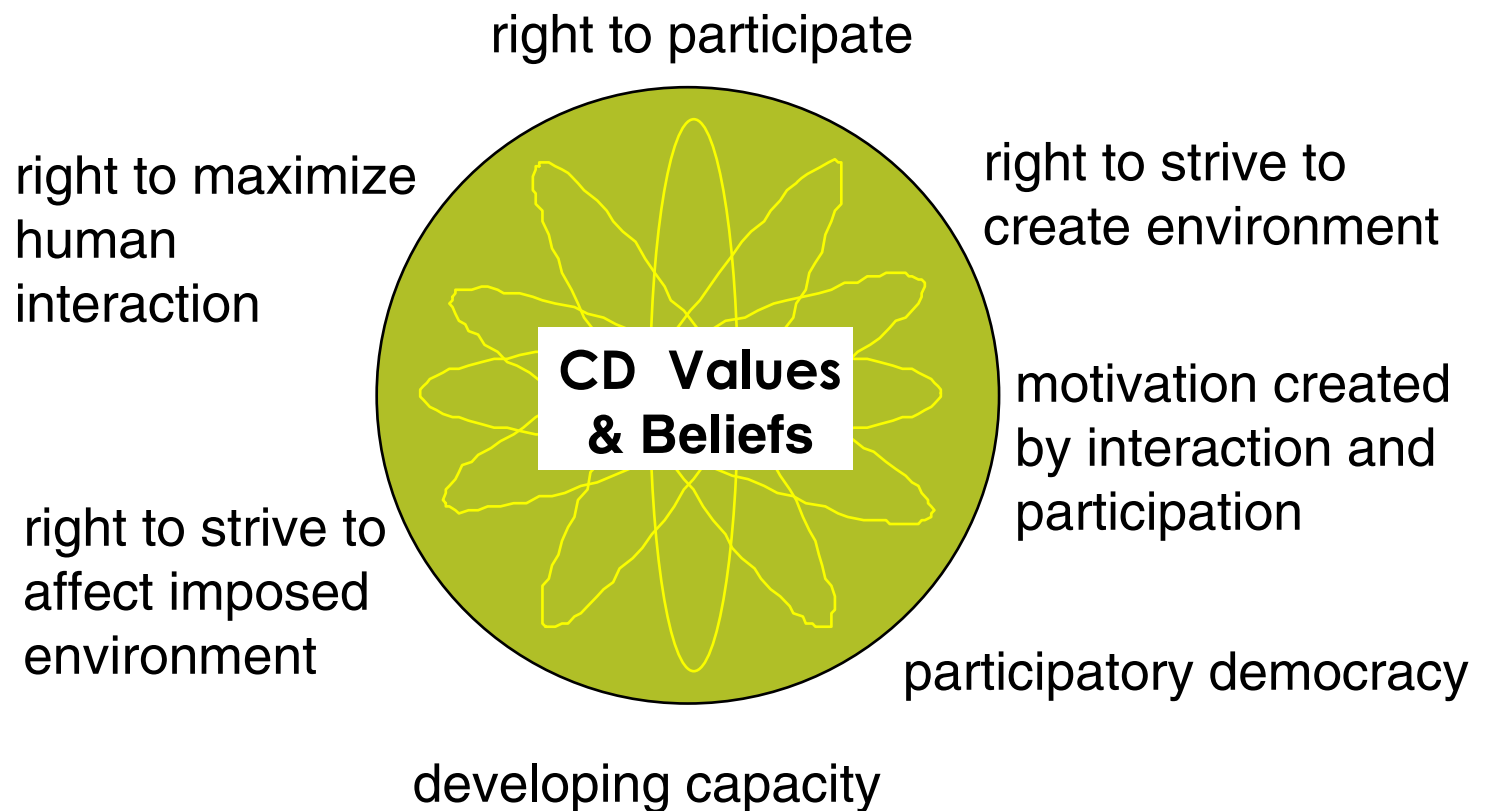 right to participate
right to maximize
human
interaction
right to strive to
create environment
CD Values
& Beliefs
motivation created
by interaction and
participation
right to strive to
affect imposed
environment
participatory democracy
developing capacity